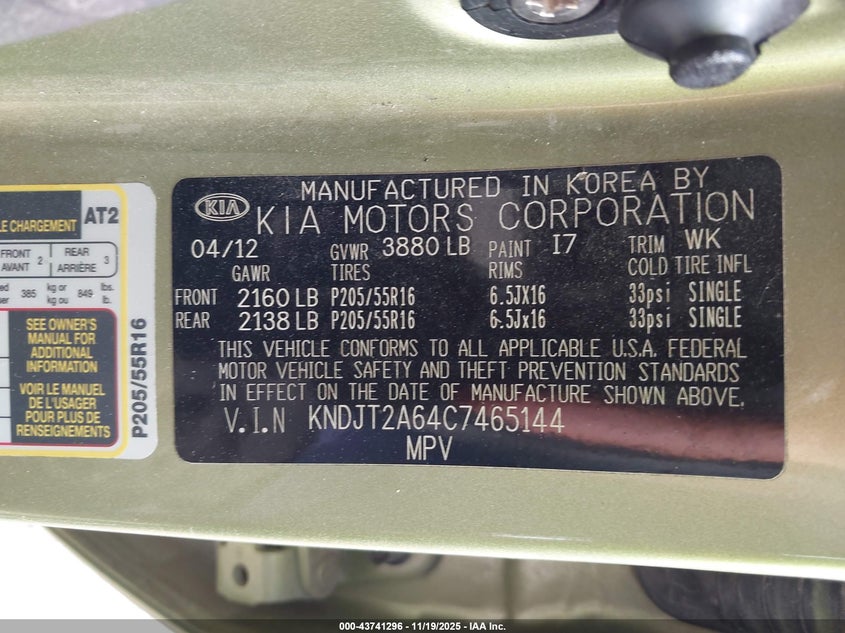 LE CHARGEMENT AT2
FRONT 2 REAR 3
AVANT ARRIÈRE
385 kg or 849 lbs.
kg ou lb.
SEE OWNER'S
MANUAL FOR
ADDITIONAL
INFORMATION
VOIR LE MANUEL
DE L'USAGER
POUR PLUS DE
RENSEIGNEMENTS
P205/55R16
KIA
MANUFACTURED IN KOREA BY
KIA MOTORS CORPORATION
04/12 GVWR 3880 LB PAINT I7 TRIM WK
GAWR TIRES RIMS COLD TIRE INFL
FRONT 2160 LB P205/55R16 6.5JX16 33psi SINGLE
REAR 2138 LB P205/55R16 6.5Jx16 33psi SINGLE
THIS VEHICLE CONFORMS TO ALL APPLICABLE U.S.A. FEDERAL
MOTOR VEHICLE SAFETY AND THEFT PREVENTION STANDARDS
IN EFFECT ON THE DATE OF MANUFACTURE SHOWN ABOVE.
V.I.N KNDJT2A64C7465144
MPV
000-43741296 - 11/19/2025 - IAA Inc.